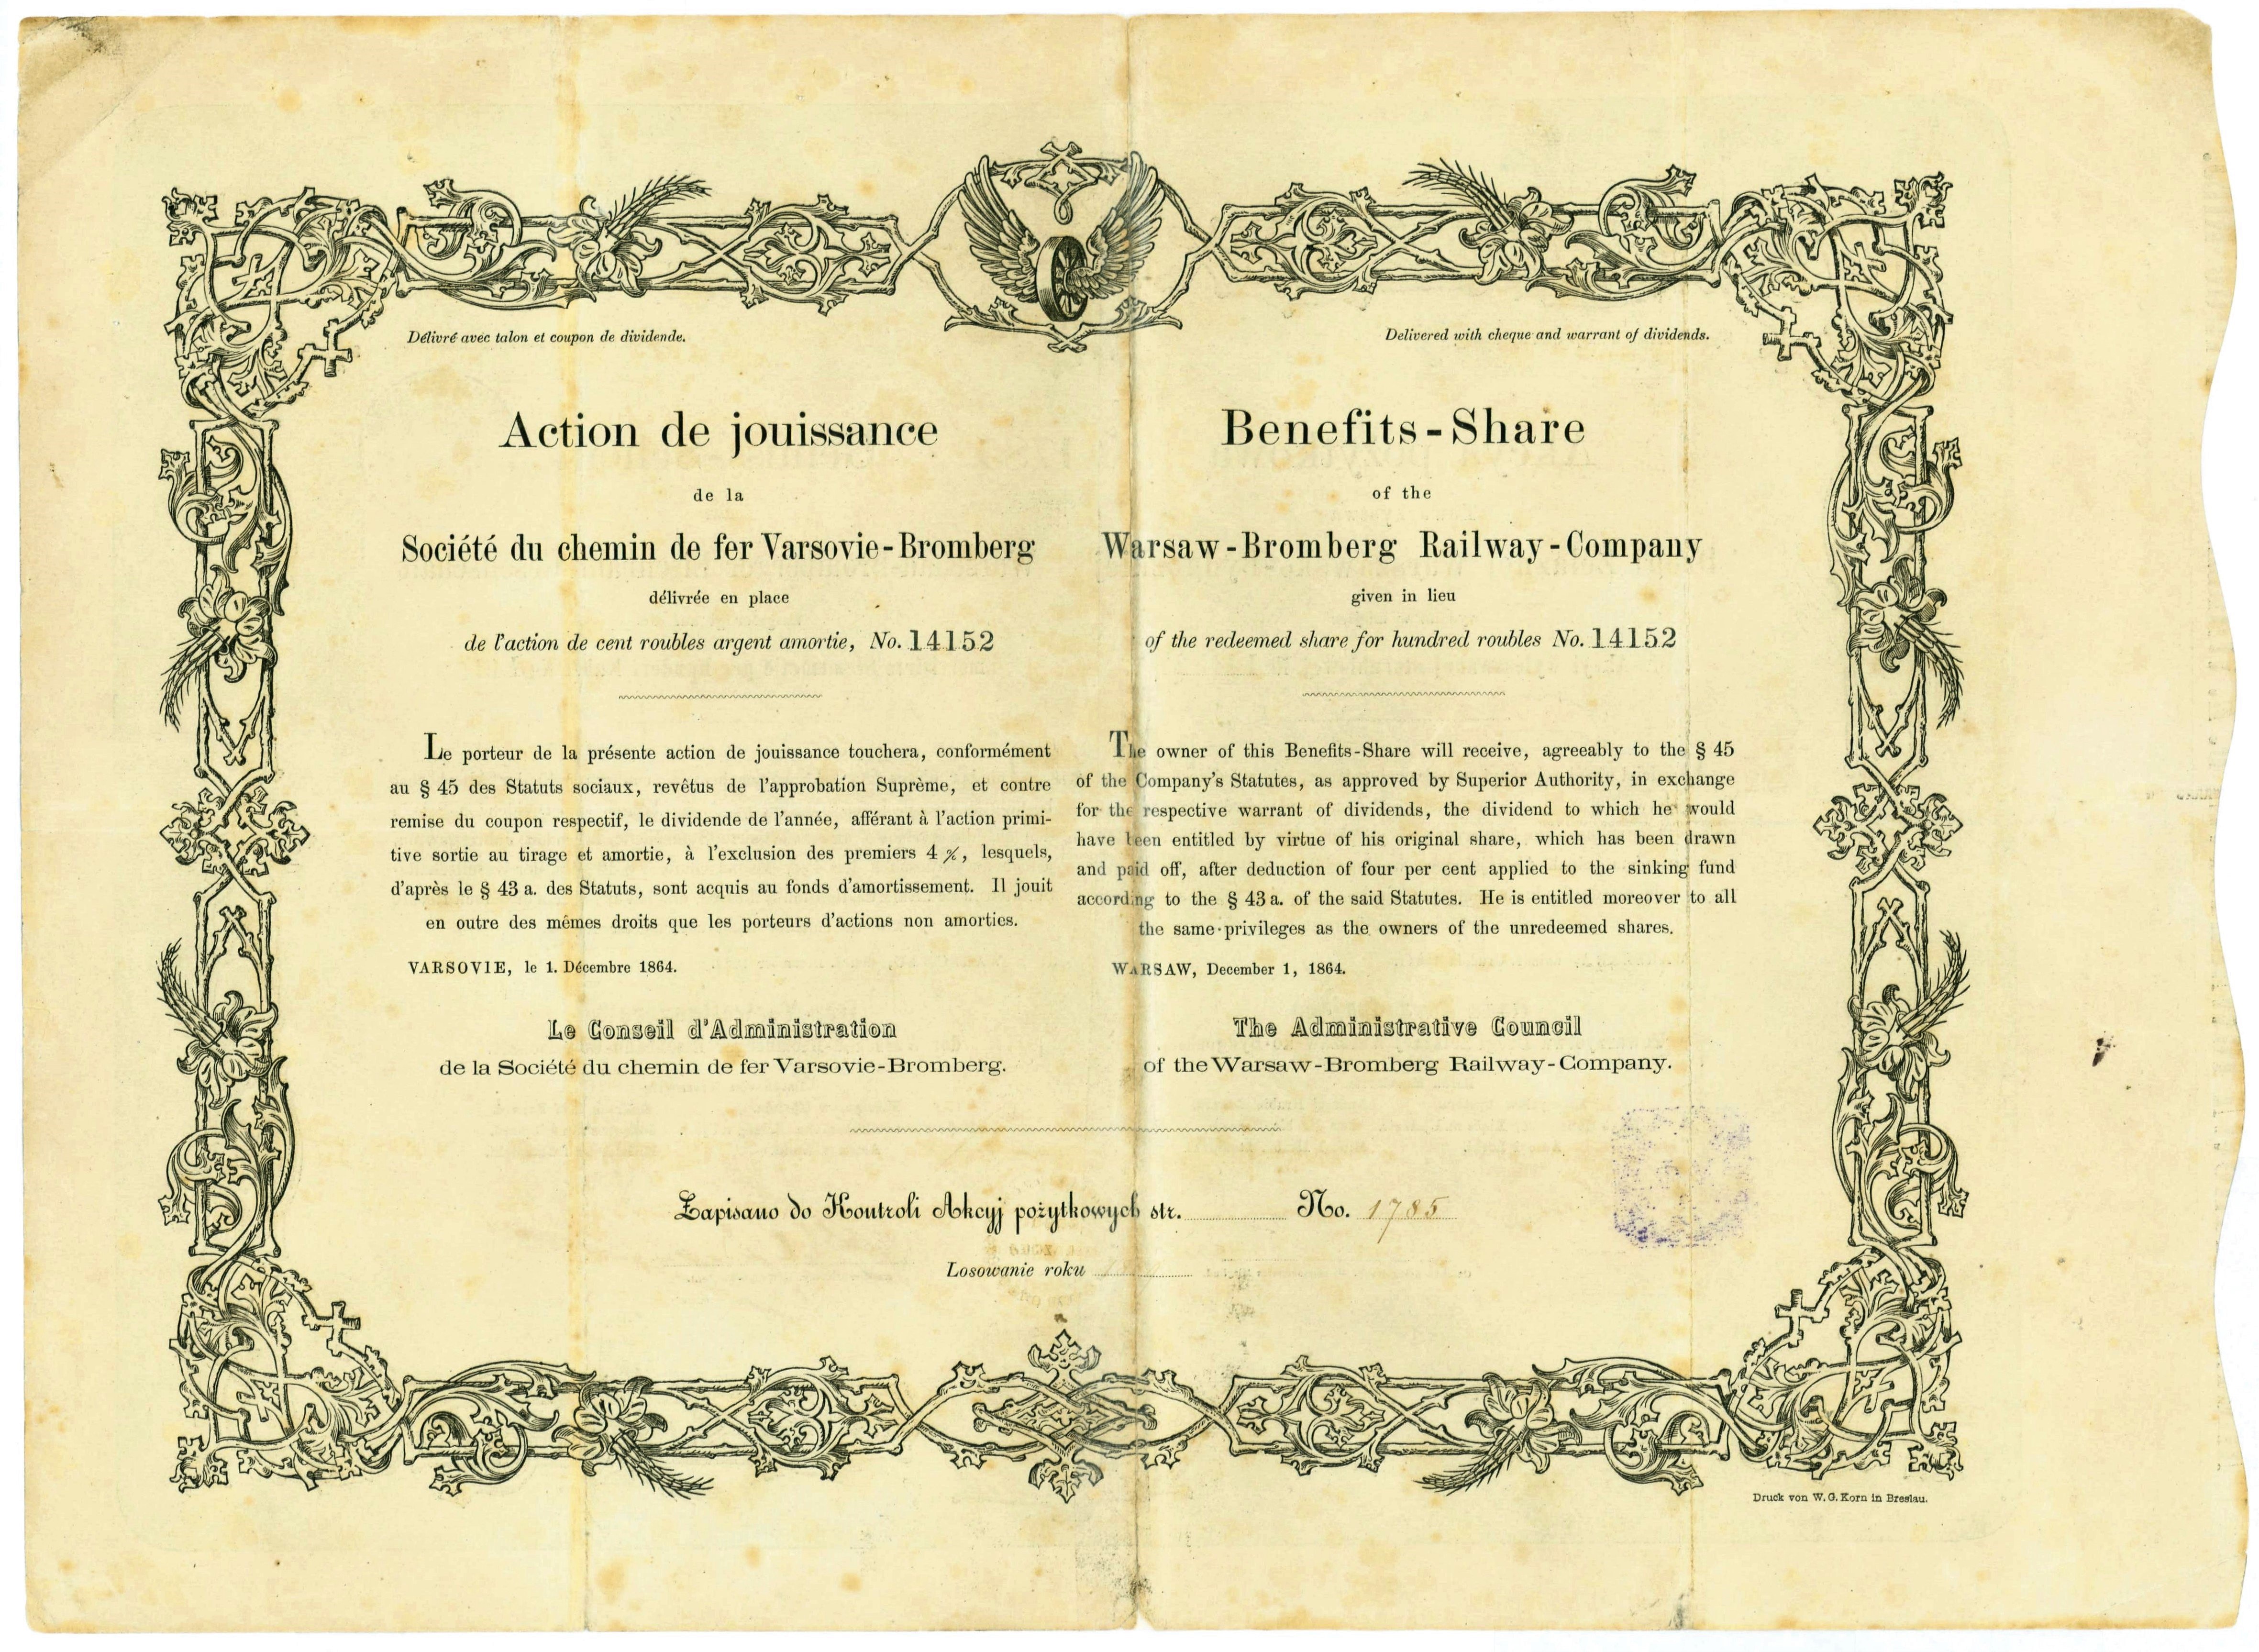 Délivré avec talon et coupon de dividende.
Action de jouissance
de la
Société du chemin de fer Varsovie-Bromberg
délivrée en place
de l'action de cent roubles argent amortie, No. 14152
Le porteur de la présente action de jouissance touchera, conformément
au § 45 des Statuts sociaux, revêtus de l'approbation Suprème, et contre
remise du coupon respectif, le dividende de l'année, afférant à l'action primi-
tive sortie au tirage et amortie, à l'exclusion des premiers 4 %, lesquels,
d'après le § 43 a. des Statuts, sont acquis au fonds d'amortissement. Il jouit
en outre des mêmes droits que les porteurs d'actions non amorties.
VARSOVIE, le 1. Décembre 1864.
Le Conseil d'Administration
de la Société du chemin de fer Varsovie-Bromberg.
Delivered with cheque and warrant of dividends.
Benefits-Share
of the
Warsaw-Bromberg Railway-Company
given in lieu
of the redeemed share for hundred roubles No. 14152
The owner of this Benefits-Share will receive, agreeably to the § 45
of the Company's Statutes, as approved by Superior Authority, in exchange
for the respective warrant of dividends, the dividend to which he would
have been entitled by virtue of his original share, which has been drawn
and paid off, after deduction of four per cent applied to the sinking fund
according to the § 43 a. of the said Statutes. He is entitled moreover to all
the same privileges as the owners of the unredeemed shares.
WARSAW, December 1, 1864.
The Administrative Council
of the Warsaw-Bromberg Railway-Company.
Zapisano do Kontroli Akcyj pożytkowych str. No. 1785
Losowanie roku
Druck von W. G. Korn in Breslau.